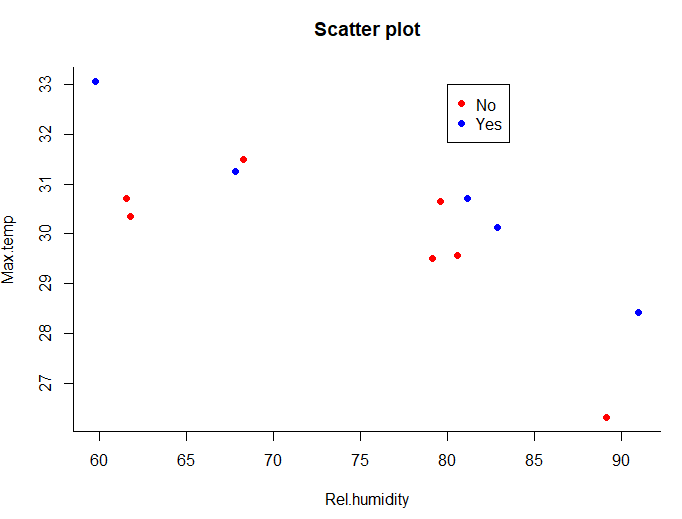 Scatter plot
No
Yes
33
32
31
30
29
28
27
Max.temp
60 65 70 75 80 85 90
Rel.humidity